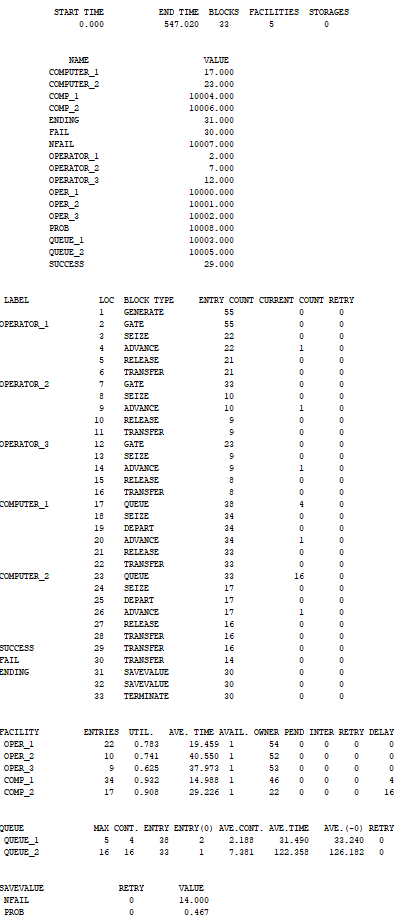 START TIME END TIME BLOCKS FACILITIES STORAGES
0.000 547.020 33 5 0
NAME VALUE
COMPUTER_1 17.000
COMPUTER_2 23.000
COMP_1 10004.000
COMP_2 10006.000
ENDING 31.000
FAIL 30.000
NFAIL 10007.000
OPERATOR_1 2.000
OPERATOR_2 7.000
OPERATOR_3 12.000
OPER_1 10000.000
OPER_2 10001.000
OPER_3 10002.000
PROB 10008.000
QUEUE_1 10003.000
QUEUE_2 10005.000
SUCCESS 29.000
LABEL LOC BLOCK TYPE ENTRY COUNT CURRENT COUNT RETRY
1 GENERATE 55 0 0
OPERATOR_1 2 GATE 55 0 0
3 SEIZE 22 0 0
4 ADVANCE 22 1 0
5 RELEASE 21 0 0
6 TRANSFER 21 0 0
OPERATOR_2 7 GATE 33 0 0
8 SEIZE 10 0 0
9 ADVANCE 10 1 0
10 RELEASE 9 0 0
11 TRANSFER 9 0 0
OPERATOR_3 12 GATE 23 0 0
13 SEIZE 9 0 0
14 ADVANCE 9 1 0
15 RELEASE 8 0 0
16 TRANSFER 8 0 0
COMPUTER_1 17 QUEUE 38 4 0
18 SEIZE 34 0 0
19 DEPART 34 0 0
20 ADVANCE 34 1 0
21 RELEASE 33 0 0
22 TRANSFER 33 0 0
COMPUTER_2 23 QUEUE 33 16 0
24 SEIZE 17 0 0
25 DEPART 17 0 0
26 ADVANCE 17 1 0
27 RELEASE 16 0 0
28 TRANSFER 16 0 0
SUCCESS 29 TRANSFER 16 0 0
FAIL 30 TRANSFER 14 0 0
ENDING 31 SAVEVALUE 30 0 0
32 SAVEVALUE 30 0 0
33 TERMINATE 30 0 0
FACILITY ENTRIES UTIL. AVE. TIME AVAIL. OWNER PEND INTER RETRY DELAY
OPER_1 22 0.783 19.459 1 54 0 0 0 0
OPER_2 10 0.741 40.550 1 52 0 0 0 0
OPER_3 9 0.625 37.973 1 53 0 0 0 0
COMP_1 34 0.932 14.988 1 46 0 0 0 4
COMP_2 17 0.908 29.226 1 22 0 0 0 16
QUEUE MAX CONT. ENTRY ENTRY(0) AVE.CONT. AVE.TIME AVE.(-0) RETRY
QUEUE_1 5 4 38 2 2.188 31.490 33.240 0
QUEUE_2 16 16 33 1 7.381 122.358 126.182 0
SAVEVALUE RETRY VALUE
NFAIL 0 14.000
PROB 0 0.467